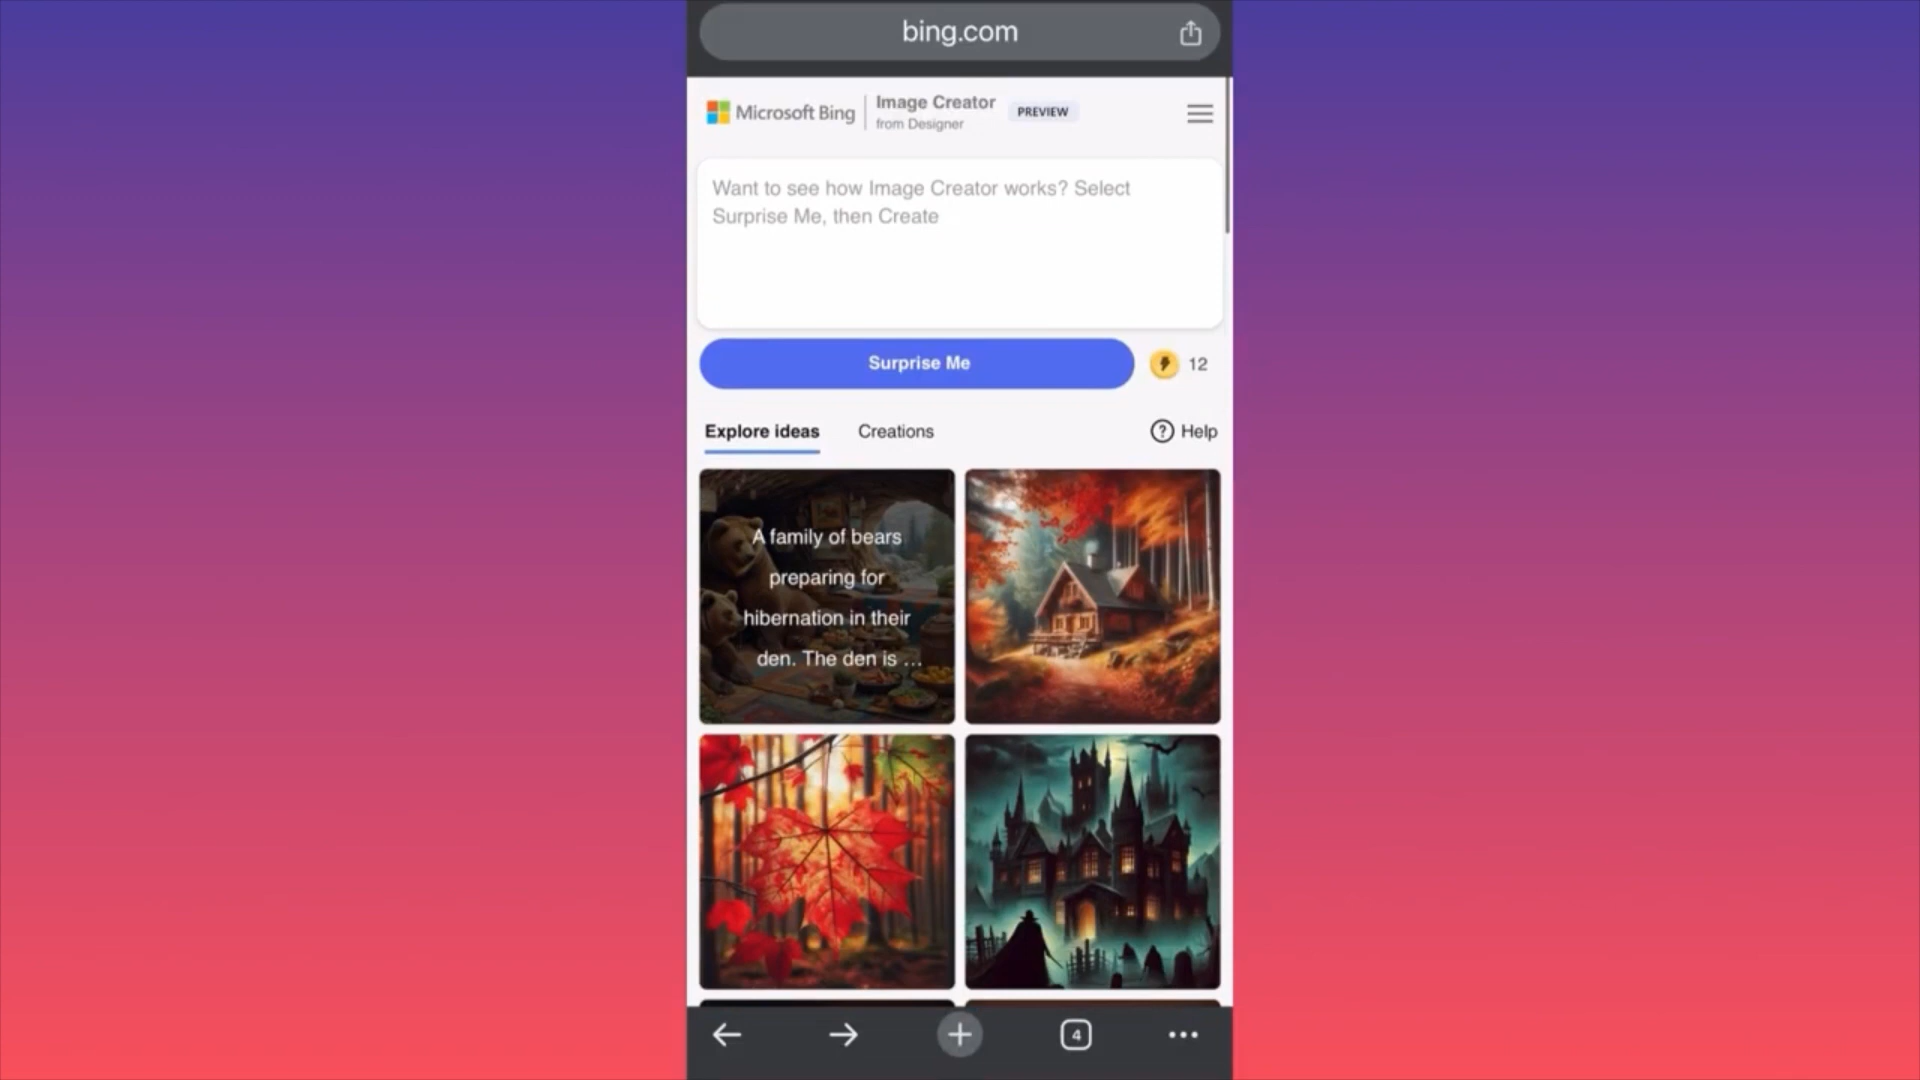 bing.com
Microsoft Bing
Image Creator
from Designer
PREVIEW
Want to see how Image Creator works? Select
Surprise Me, then Create
Surprise Me
12
Explore ideas
Creations
? Help
A family of bears
preparing for
hibernation in their
den. The den is ...
4